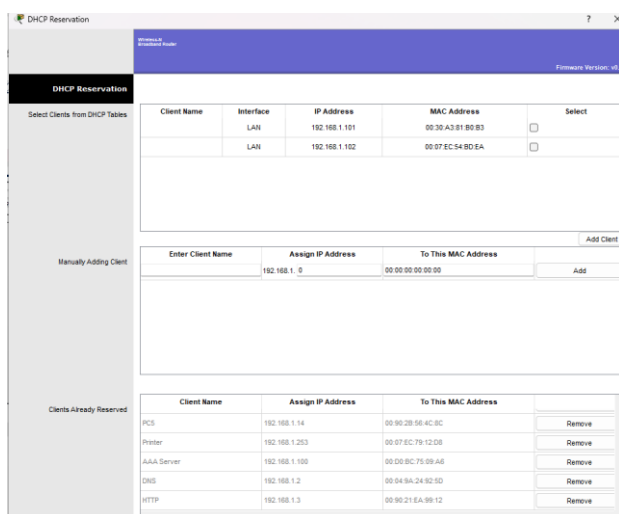 DHCP Reservation
Wireless-N
Broadband Router
Firmware Version: v0
DHCP Reservation
Select Clients from DHCP Tables
Client Name Interface IP Address MAC Address Select
LAN 192.168.1.101 00:30:A3:81:B0:B3
LAN 192.168.1.102 00:07:EC:54:BD:EA
Add Client
Manually Adding Client
Enter Client Name Assign IP Address To This MAC Address
192.168.1. 0 00:00:00:00:00:00 Add
Clients Already Reserved
Client Name Assign IP Address To This MAC Address
PC5 192.168.1.14 00:90:2B:56:4C:8C Remove
Printer 192.168.1.253 00:07:EC:79:12:D8 Remove
AAA Server 192.168.1.100 00:D0:BC:75:09:A6 Remove
DNS 192.168.1.2 00:04:9A:24:92:5D Remove
HTTP 192.168.1.3 00:90:21:EA:99:12 Remove